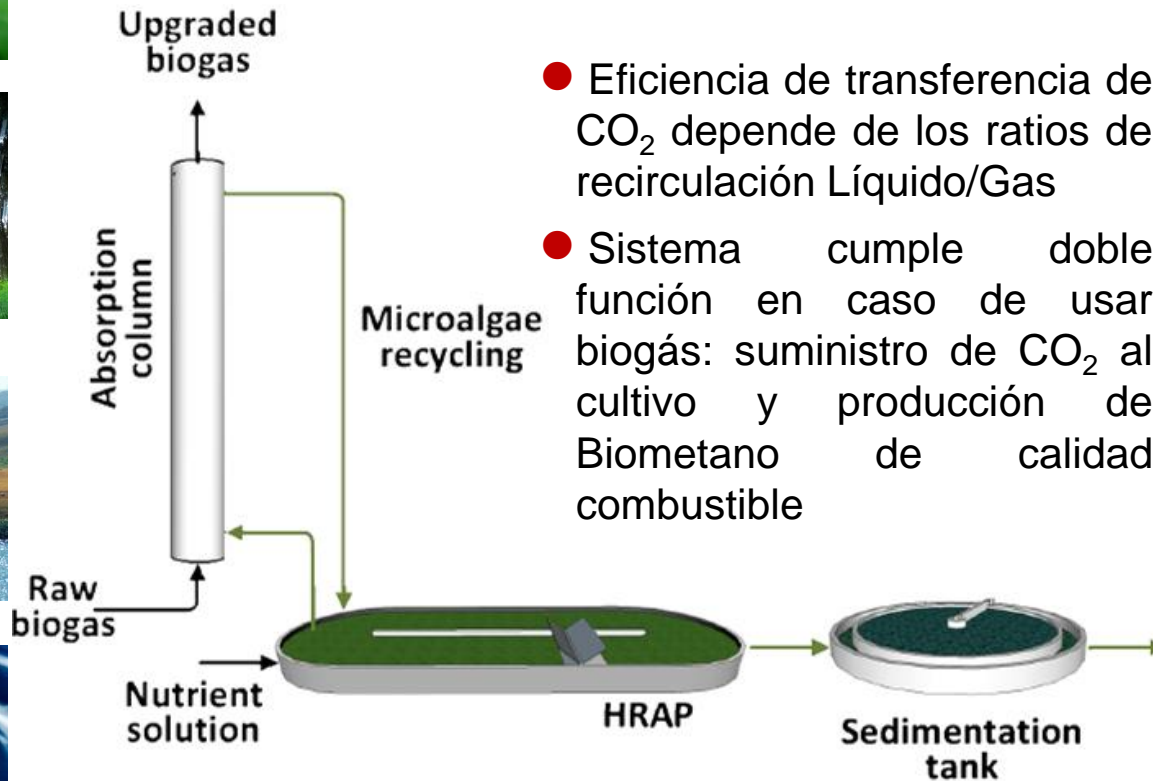 Upgraded
biogas
● Eficiencia de transferencia de
CO₂ depende de los ratios de
recirculación Líquido/Gas
● Sistema cumple doble
función en caso de usar
biogás: suministro de CO₂ al
cultivo y producción de
Biometano de calidad
combustible
Absorption
column
Microalgae
recycling
Raw
biogas
Nutrient
solution
HRAP
Sedimentation
tank